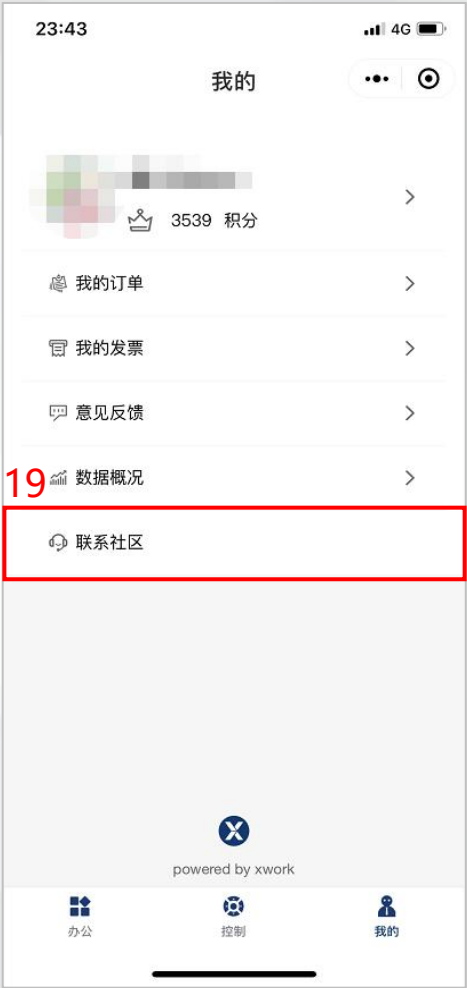 23:43
4G
我的
3539 积分
我的订单
我的发票
意见反馈
19
数据概况
联系社区
powered by xwork
办公
控制
我的